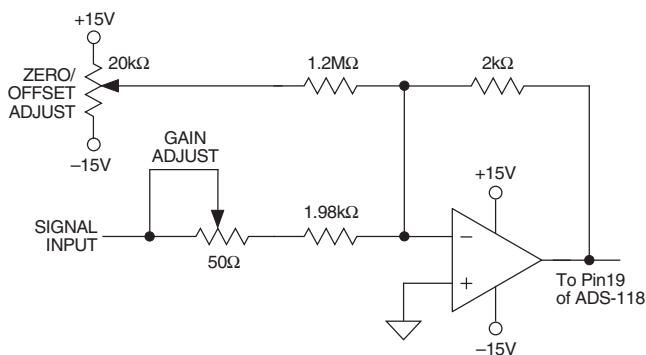 +15V
20kΩ
ZERO/
OFFSET
ADJUST
–15V
1.2MΩ
2kΩ
GAIN
ADJUST
SIGNAL
INPUT
50Ω
1.98kΩ
+15V
–
+
–15V
To Pin19
of ADS-118